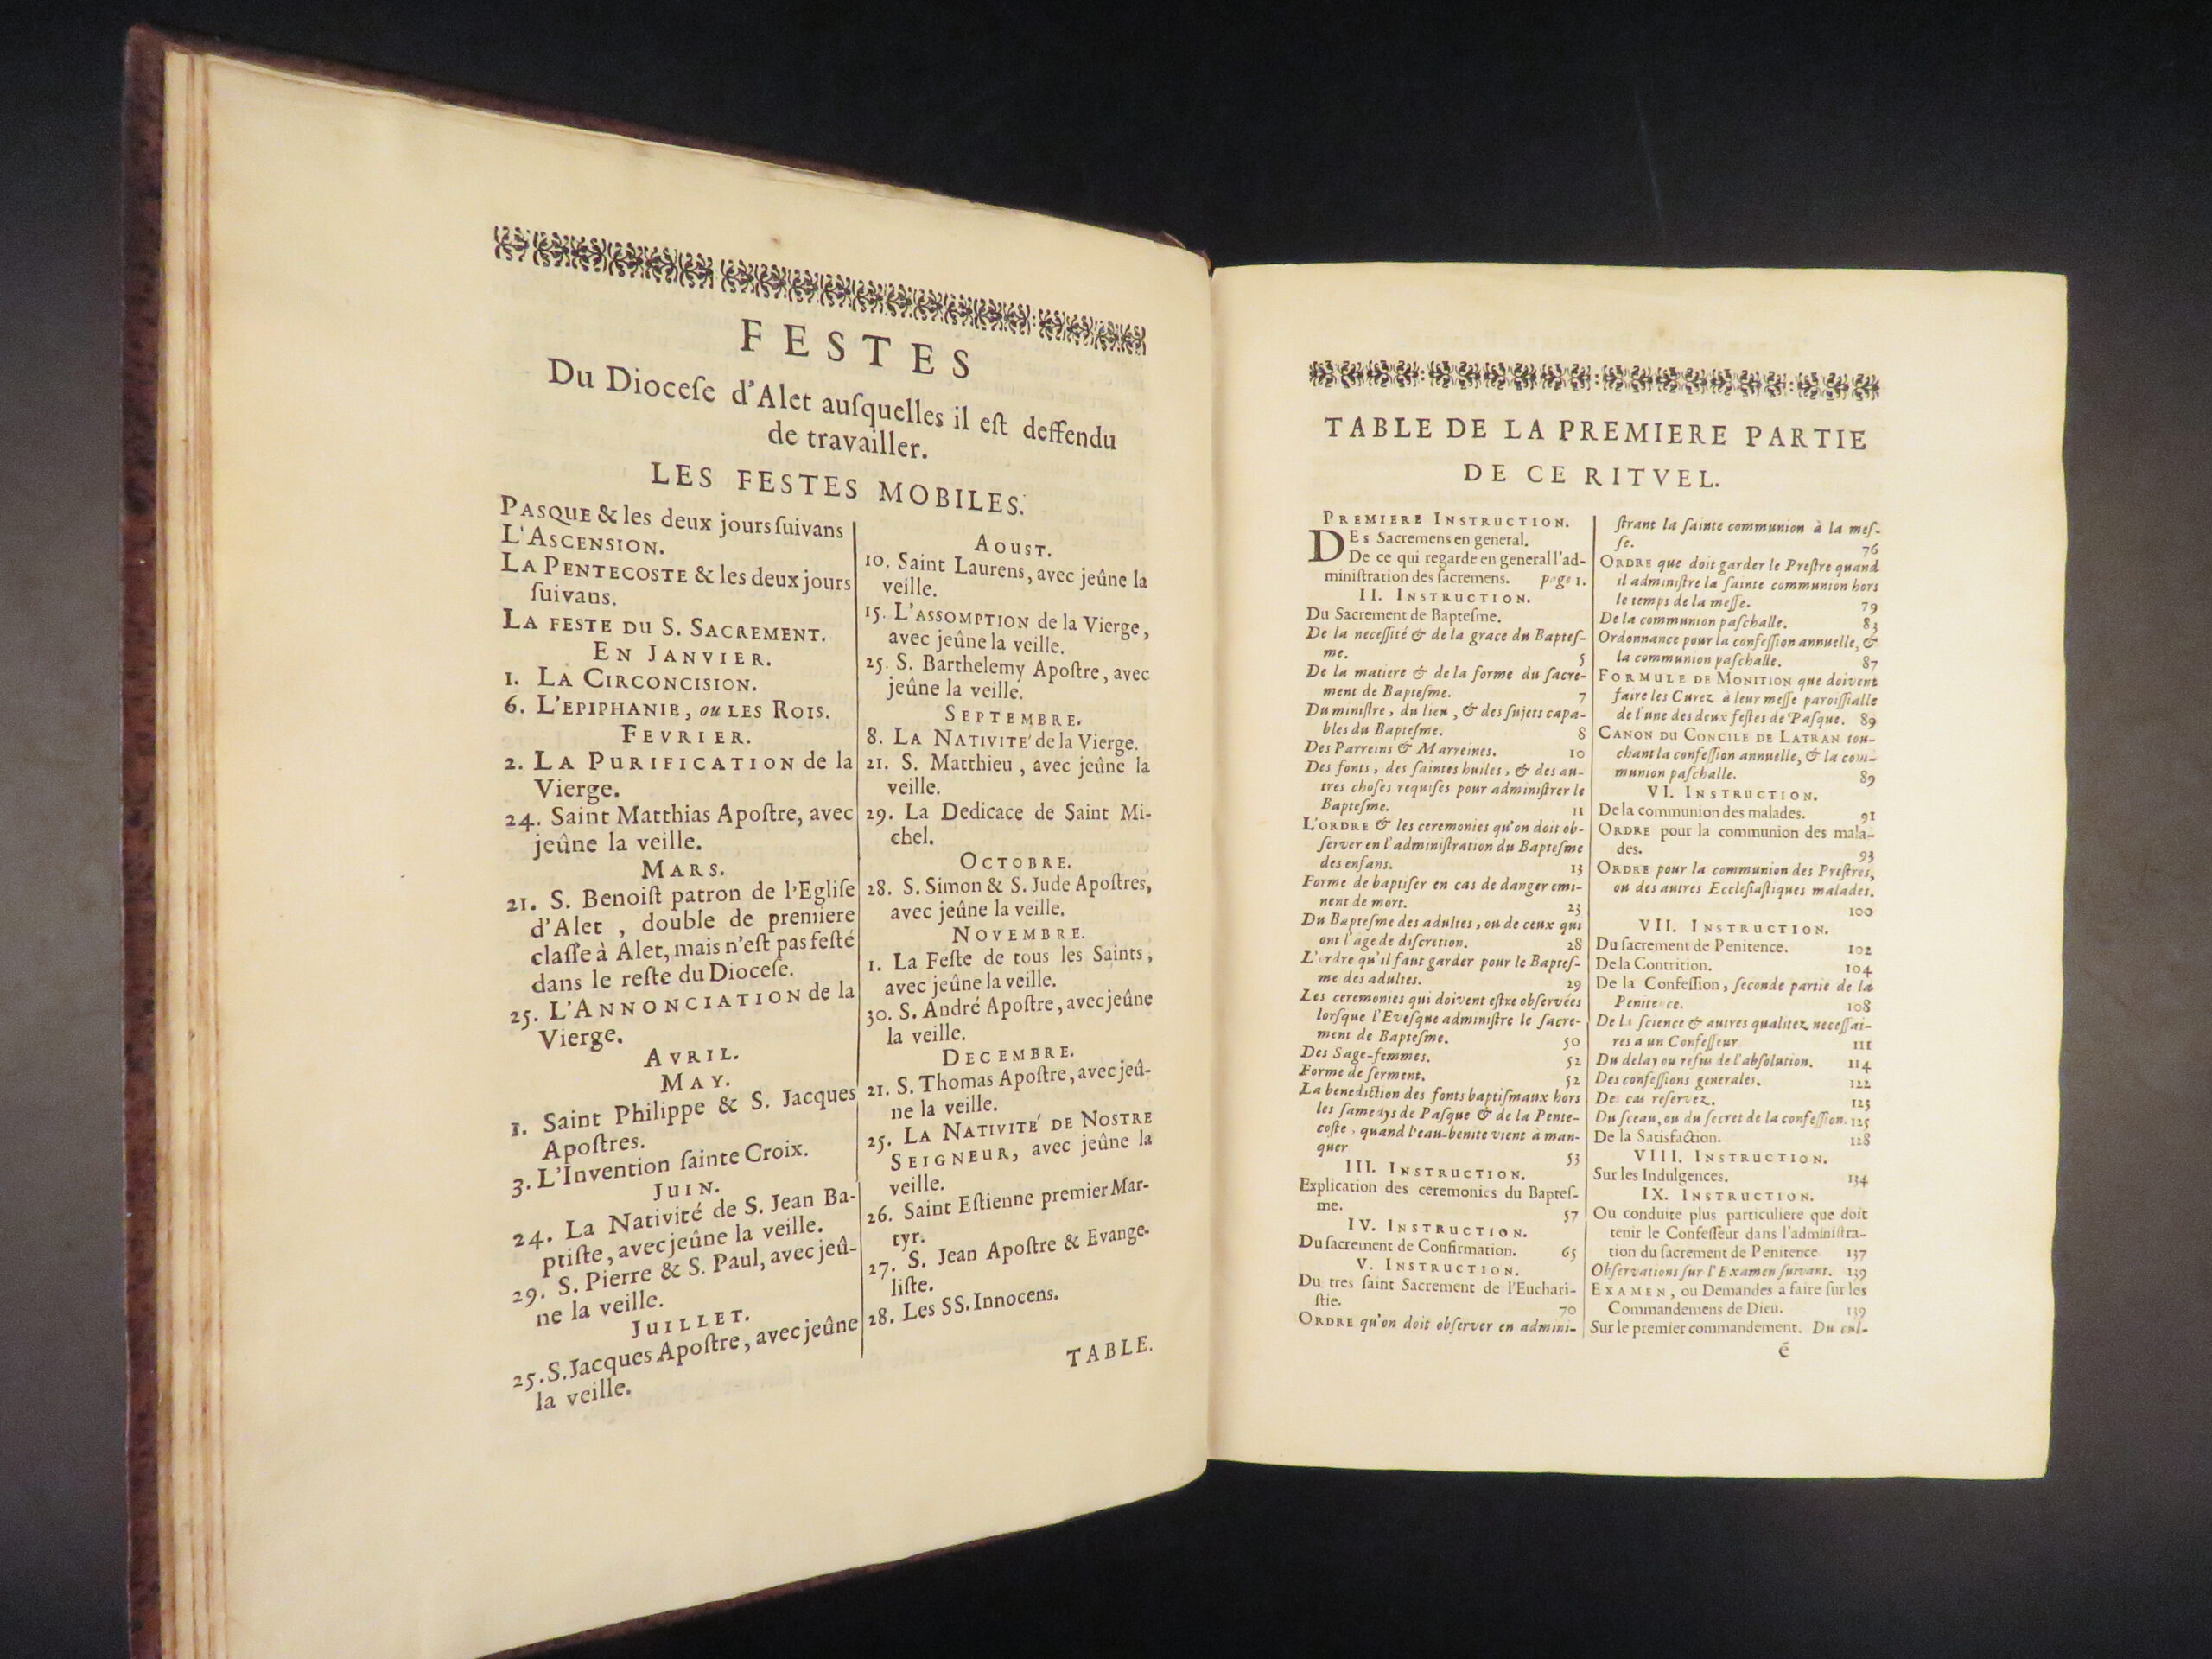 FESTES
Du Dioceſe d'Alet auſquelles il eſt deffendu
de travailler.
LES FESTES MOBILES.
PASQUE & les deux jours ſuivans
L'ASCENSION.
LA PENTECOSTE & les deux jours
ſuivans.
LA FESTE DU S. SACREMENT.
EN JANVIER.
1. LA CIRCONCISION.
6. L'EPIPHANIE, ou LES ROIS.
FEVRIER.
2. LA PURIFICATION de la
Vierge.
24. Saint Matthias Apoſtre, avec
jeûne la veille.
MARS.
21. S. Benoiſt patron de l'Egliſe
d'Alet, double de premiere
claſſe à Alet, mais n'eſt pas feſté
dans le reſte du Dioceſe.
25. L'ANNONCIATION de la
Vierge.
AVRIL.
MAY.
1. Saint Philippe & S. Jacques
Apoſtres.
3. L'Invention ſainte Croix.
JUIN.
24. La Nativité de S. Jean Ba-
ptiſte, avec jeûne la veille.
29. S. Pierre & S. Paul, avec jeû-
ne la veille.
JUILLET.
25. S. Jacques Apoſtre, avec jeûne
la veille.
AOUST.
10. Saint Laurens, avec jeûne la
veille.
15. L'ASSOMPTION de la Vierge,
avec jeûne la veille.
25. S. Barthelemy Apoſtre, avec
jeûne la veille.
SEPTEMBRE.
8. LA NATIVITE' de la Vierge.
21. S. Matthieu, avec jeûne la
veille.
29. La Dedicace de Saint Mi-
chel.
OCTOBRE.
28. S. Simon & S. Jude Apoſtres,
avec jeûne la veille.
NOVEMBRE.
1. La Feſte de tous les Saints,
avec jeûne la veille.
30. S. André Apoſtre, avec jeûne
la veille.
DECEMBRE.
21. S. Thomas Apoſtre, avec jeû-
ne la veille.
25. LA NATIVITE' DE NOSTRE
SEIGNEUR, avec jeûne la
veille.
26. Saint Eſtienne premier Mar-
tyr.
27. S. Jean Apoſtre & Evange-
liſte.
28. Les SS. Innocens.
TABLE.
TABLE DE LA PREMIERE PARTIE
DE CE RITVEL.
PREMIERE INSTRUCTION.
DEs Sacremens en general.
De ce qui regarde en general l'ad-
miniſtration des ſacremens. page 1.
II. INSTRUCTION.
Du Sacrement de Bapteſme.
De la neceſſité & de la grace du Bapteſ-
me. 5
De la matiere & de la forme du ſacre-
ment de Bapteſme. 7
Du miniſtre, du lieu, & des ſujets capa-
bles du Bapteſme. 8
Des Parreins & Marreines. 10
Des fonts, des ſaintes huiles, & des au-
tres choſes requiſes pour adminiſtrer le
Bapteſme. 11
L'ORDRE & les ceremonies qu'on doit ob-
ſerver en l'adminiſtration du Bapteſme
des enfans. 13
Forme de baptiſer en cas de danger emi-
nent de mort. 23
Du Bapteſme des adultes, ou de ceux qui
ont l'age de diſcretion. 28
L'ordre qu'il faut garder pour le Bapteſ-
me des adultes. 29
Les ceremonies qui doivent eſtre obſervées
lorſque l'Eveſque adminiſtre le ſacre-
ment de Bapteſme. 50
Des Sage-femmes. 52
Forme de ſerment. 52
La benediction des fonts baptiſmaux hors
les ſamedys de Paſque & de la Pente-
coſte, quand l'eau-benite vient à man-
quer 53
III. INSTRUCTION.
Explication des ceremonies du Bapteſ-
me. 57
IV. INSTRUCTION.
Du ſacrement de Confirmation. 65
V. INSTRUCTION.
Du tres ſaint Sacrement de l'Euchari-
ſtie. 70
ORDRE qu'on doit obſerver en admini-
ſtrant la ſainte communion à la meſ-
ſe. 76
ORDRE que doit garder le Preſtre quand
il adminiſtre la ſainte communion hors
le temps de la meſſe. 79
De la communion paſchalle. 83
Ordonnance pour la confeſſion annuelle, &
la communion paſchalle. 87
FORMULE DE MONITION que doivent
faire les Curez à leur meſſe paroiſſialle
de l'une des deux feſtes de Paſque. 89
CANON DU CONCILE DE LATRAN tou-
chant la confeſſion annuelle, & la com-
munion paſchalle. 89
VI. INSTRUCTION.
De la communion des malades. 91
ORDRE pour la communion des mala-
des. 93
ORDRE pour la communion des Preſtres,
ou des autres Eccleſiaſtiques malades.
100
VII. INSTRUCTION.
Du ſacrement de Penitence. 102
De la Contrition. 104
De la Confeſſion, ſeconde partie de la
Penitence. 108
De la ſcience & autres qualitez neceſſai-
res a un Confeſſeur 111
Du delay ou refus de l'abſolution. 114
Des confeſſions generales. 122
Des cas reſervez. 123
Du ſceau, ou du ſecret de la confeſſion. 125
De la Satisfaction. 128
VIII. INSTRUCTION.
Sur les Indulgences. 134
IX. INSTRUCTION.
Ou conduite plus particuliere que doit
tenir le Confeſſeur dans l'adminiſtra-
tion du ſacrement de Penitence 137
Obſervations ſur l'Examen ſuivant. 139
EXAMEN, ou Demandes a faire ſur les
Commandemens de Dieu. 139
Sur le premier commandement. Du cul-
é